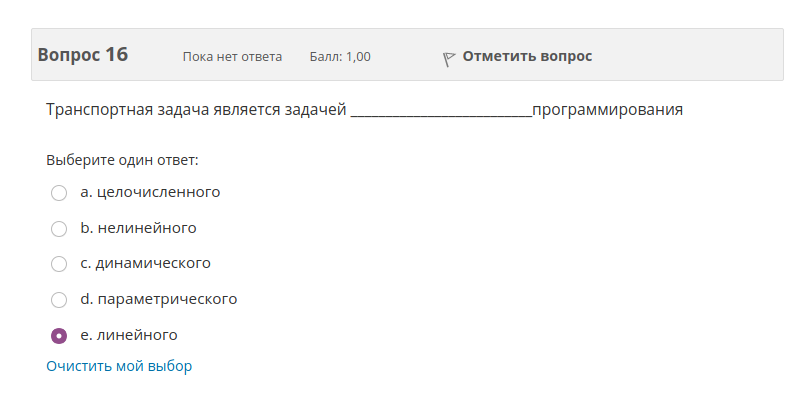 Вопрос 16 Пока нет ответа Балл: 1,00 Отметить вопрос
Транспортная задача является задачей __________________________программирования
Выберите один ответ:
a. целочисленного
b. нелинейного
c. динамического
d. параметрического
e. линейного
Очистить мой выбор